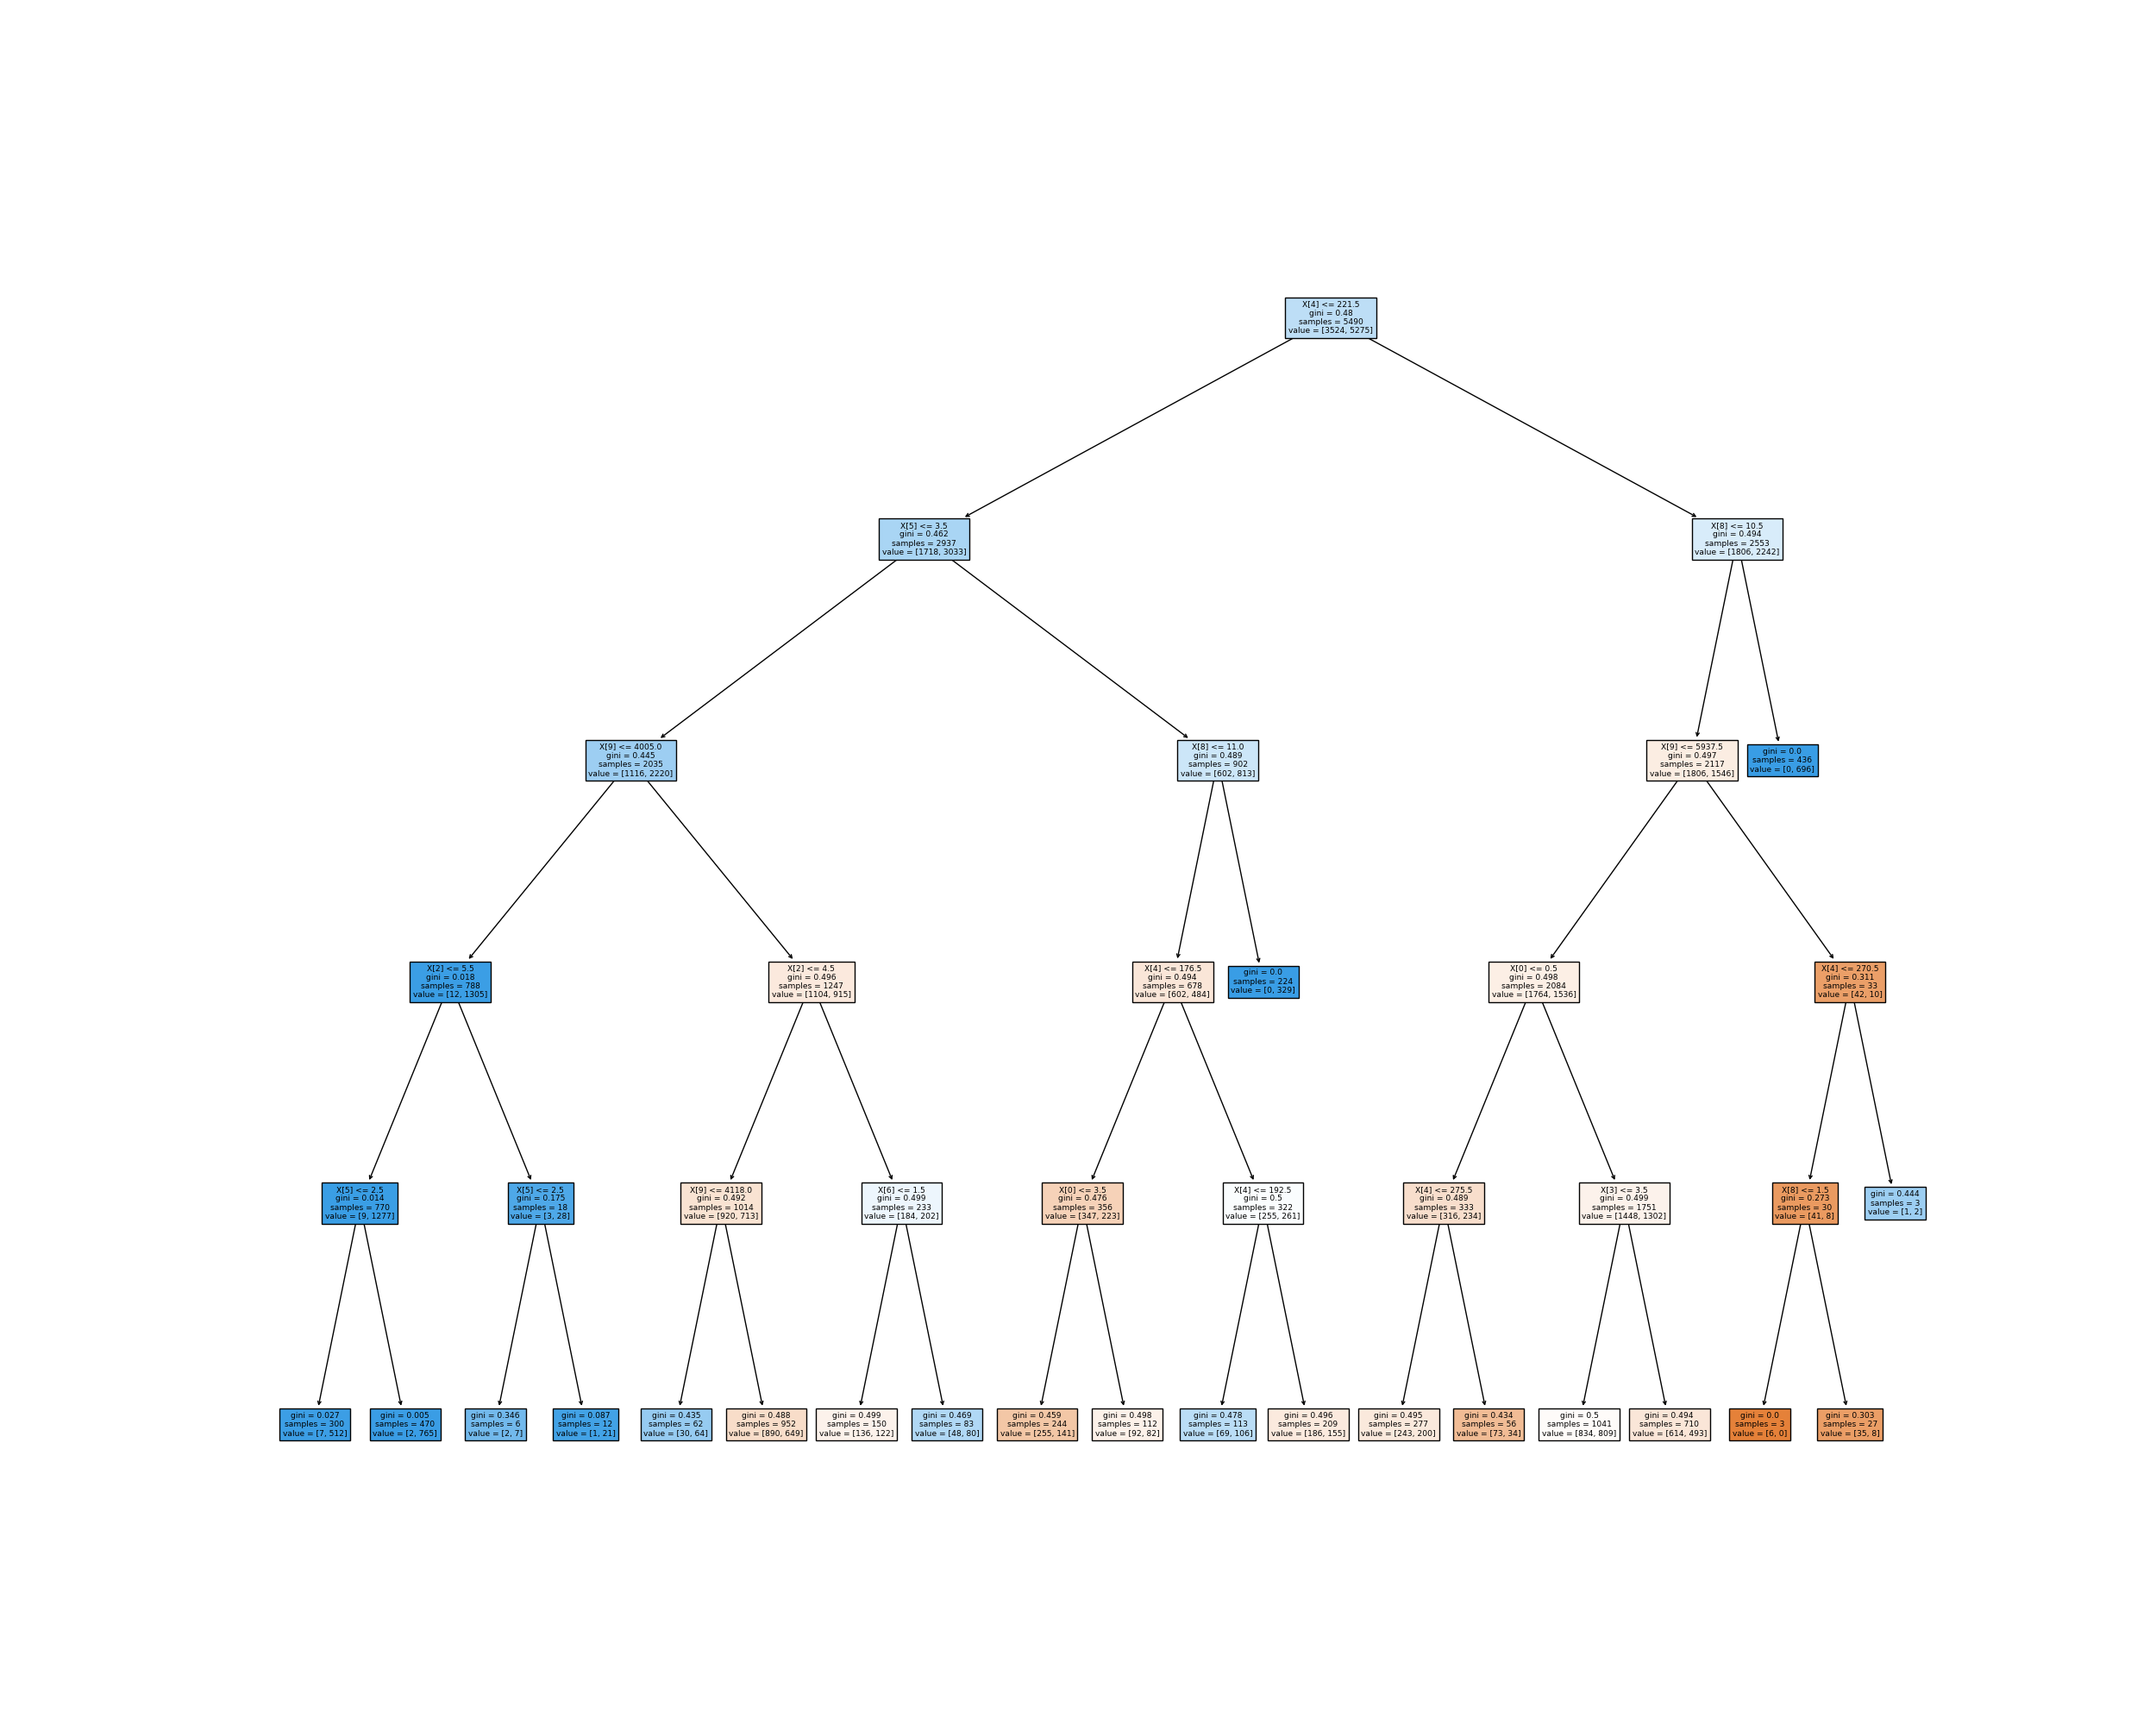 X[4] <= 221.5
gini = 0.48
samples = 5490
value = [3524, 5275]
X[5] <= 3.5
gini = 0.462
samples = 2937
value = [1718, 3033]
X[8] <= 10.5
gini = 0.494
samples = 2553
value = [1806, 2242]
X[9] <= 4005.0
gini = 0.445
samples = 2035
value = [1116, 2220]
X[8] <= 11.0
gini = 0.489
samples = 902
value = [602, 813]
X[9] <= 5937.5
gini = 0.497
samples = 2117
value = [1806, 1546]
gini = 0.0
samples = 436
value = [0, 696]
X[2] <= 5.5
gini = 0.018
samples = 788
value = [12, 1305]
X[2] <= 4.5
gini = 0.496
samples = 1247
value = [1104, 915]
X[4] <= 176.5
gini = 0.494
samples = 678
value = [602, 484]
gini = 0.0
samples = 224
value = [0, 329]
X[0] <= 0.5
gini = 0.498
samples = 2084
value = [1764, 1536]
X[4] <= 270.5
gini = 0.311
samples = 33
value = [42, 10]
X[5] <= 2.5
gini = 0.014
samples = 770
value = [9, 1277]
X[5] <= 2.5
gini = 0.175
samples = 18
value = [3, 28]
X[9] <= 4118.0
gini = 0.492
samples = 1014
value = [920, 713]
X[6] <= 1.5
gini = 0.499
samples = 233
value = [184, 202]
X[0] <= 3.5
gini = 0.476
samples = 356
value = [347, 223]
X[4] <= 192.5
gini = 0.5
samples = 322
value = [255, 261]
X[4] <= 275.5
gini = 0.489
samples = 333
value = [316, 234]
X[3] <= 3.5
gini = 0.499
samples = 1751
value = [1448, 1302]
X[8] <= 1.5
gini = 0.273
samples = 30
value = [41, 8]
gini = 0.444
samples = 3
value = [1, 2]
gini = 0.027
samples = 300
value = [7, 512]
gini = 0.005
samples = 470
value = [2, 765]
gini = 0.346
samples = 6
value = [2, 7]
gini = 0.087
samples = 12
value = [1, 21]
gini = 0.435
samples = 62
value = [30, 64]
gini = 0.488
samples = 952
value = [890, 649]
gini = 0.499
samples = 150
value = [136, 122]
gini = 0.469
samples = 83
value = [48, 80]
gini = 0.459
samples = 244
value = [255, 141]
gini = 0.498
samples = 112
value = [92, 82]
gini = 0.478
samples = 113
value = [69, 106]
gini = 0.496
samples = 209
value = [186, 155]
gini = 0.495
samples = 277
value = [243, 200]
gini = 0.434
samples = 56
value = [73, 34]
gini = 0.5
samples = 1041
value = [834, 809]
gini = 0.494
samples = 710
value = [614, 493]
gini = 0.0
samples = 3
value = [6, 0]
gini = 0.303
samples = 27
value = [35, 8]